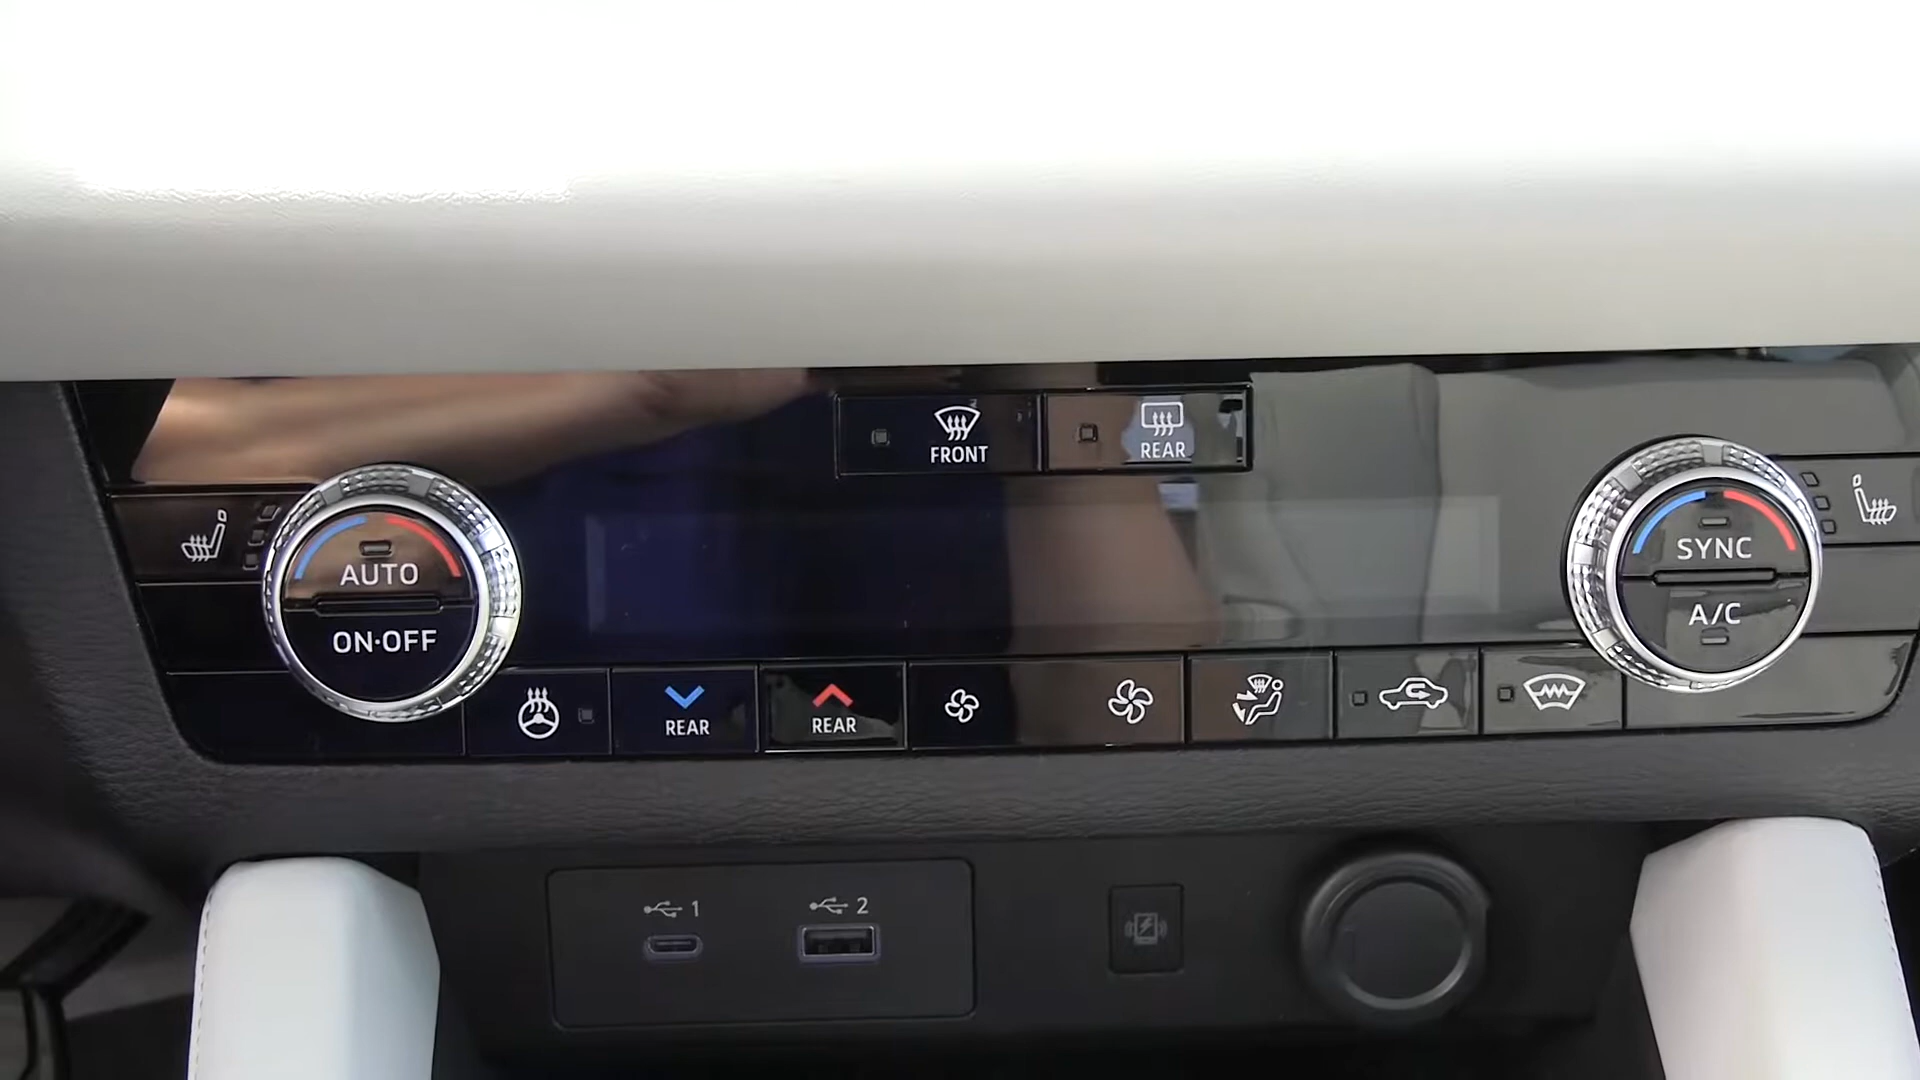 FRONT
REAR
AUTO
ON·OFF
SYNC
A/C
REAR
REAR
1
2